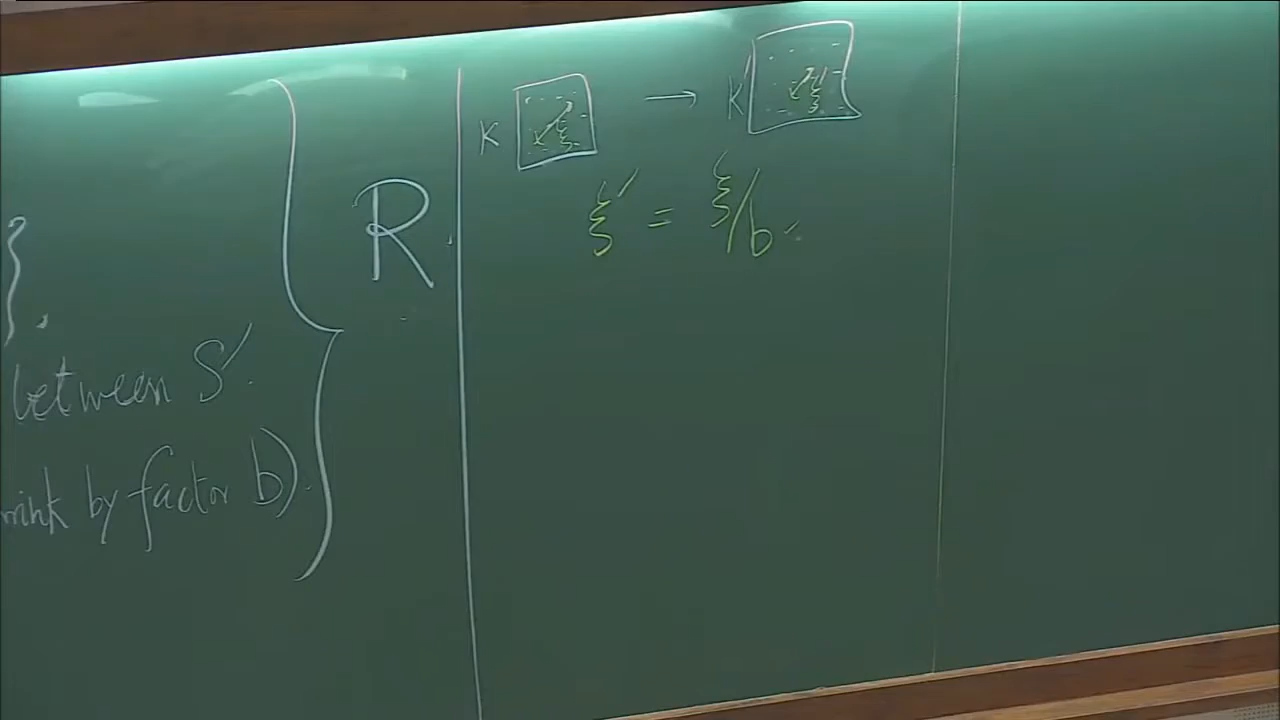 }.
between S'.
by factor b).
} R
K ξ → K' ξ
ξ' = ξ/b.